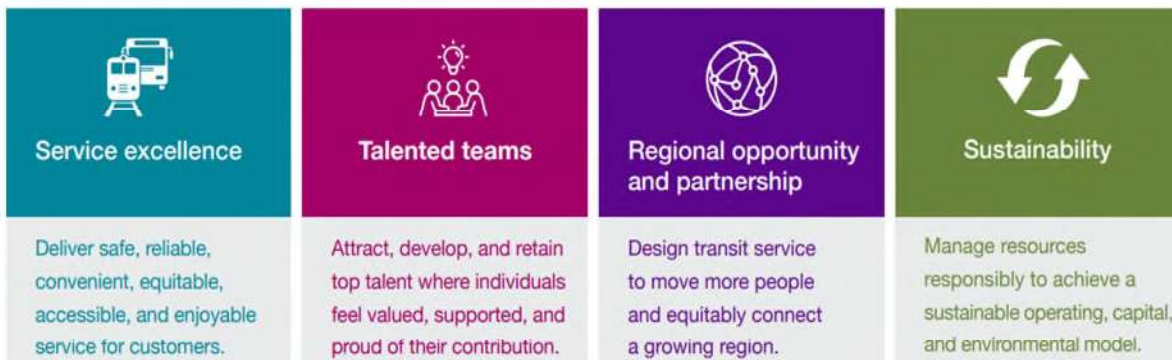 Service excellence
Deliver safe, reliable,
convenient, equitable,
accessible, and enjoyable
service for customers.
Talented teams
Attract, develop, and retain
top talent where individuals
feel valued, supported, and
proud of their contribution.
Regional opportunity
and partnership
Design transit service
to move more people
and equitably connect
a growing region.
Sustainability
Manage resources
responsibly to achieve a
sustainable operating, capital,
and environmental model.